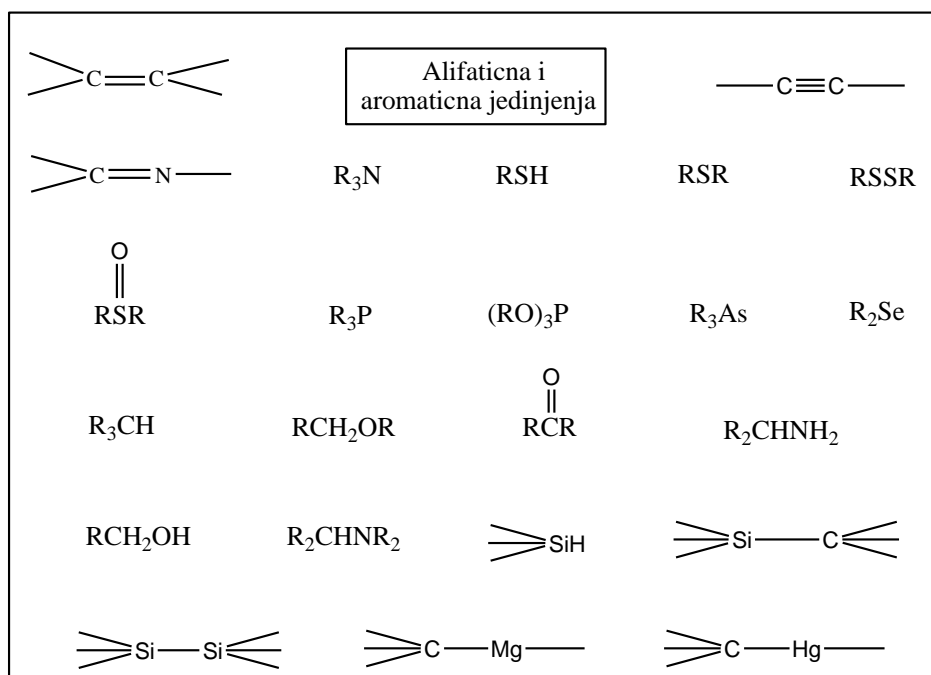 C=C
Alifaticna i
aromaticna jedinjenja
C≡C
C=N
R₃N RSH RSR RSSR
O
RSR R₃P (RO)₃P R₃As R₂Se
O
R₃CH RCH₂OR RCR R₂CHNH₂
RCH₂OH R₂CHNR₂ SiH Si C
Si Si C Mg C Hg